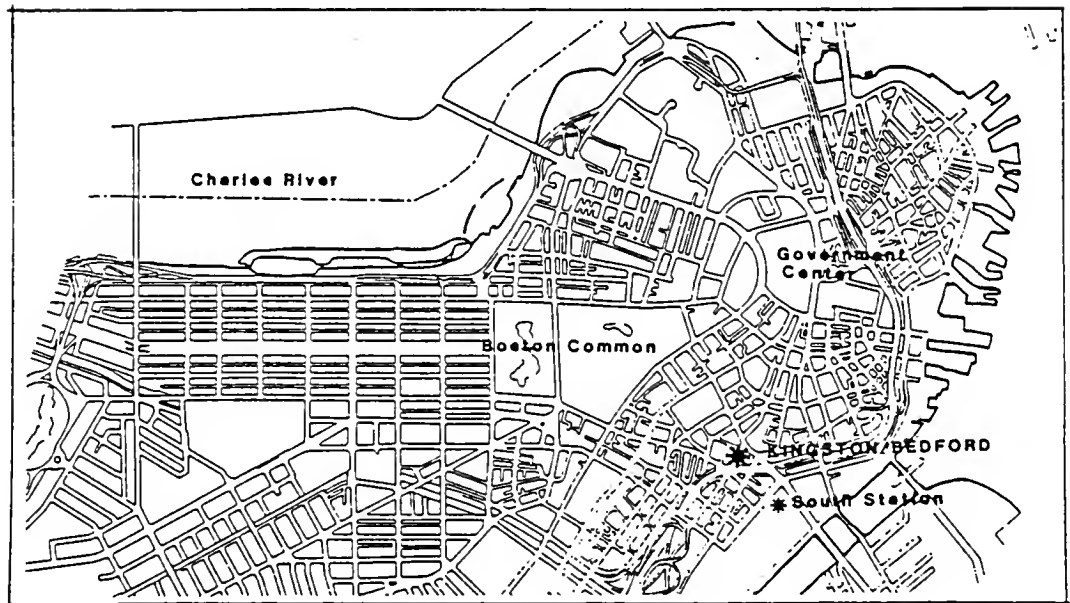 Charles River
Government
Center
Boston Common
KINGSTON/BEDFORD
South Station